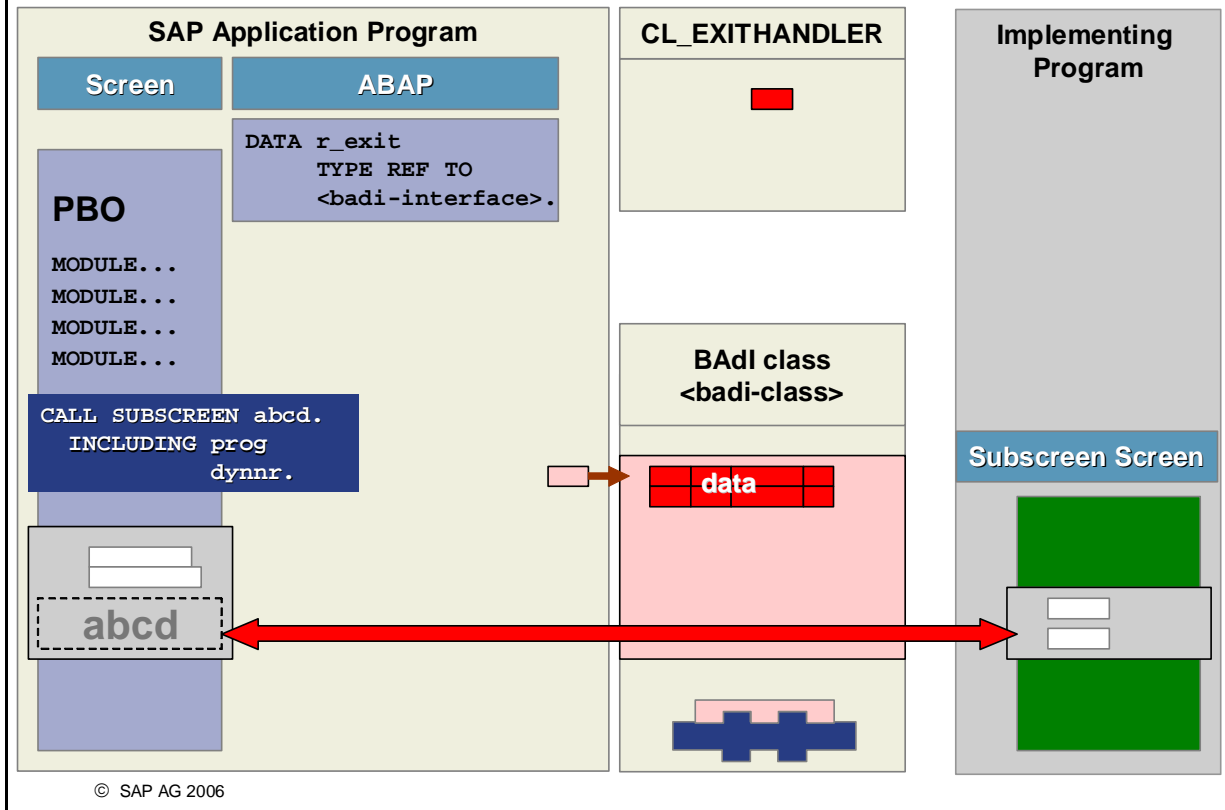 SAP Application Program
Screen
ABAP
DATA r_exit
TYPE REF TO
<badi-interface>.
PBO
MODULE...
MODULE...
MODULE...
MODULE...
CALL SUBSCREEN abcd.
INCLUDING prog
dynnr.
abcd
CL_EXITHANDLER
BAdI class
<badi-class>
data
Implementing
Program
Subscreen Screen
© SAP AG 2006